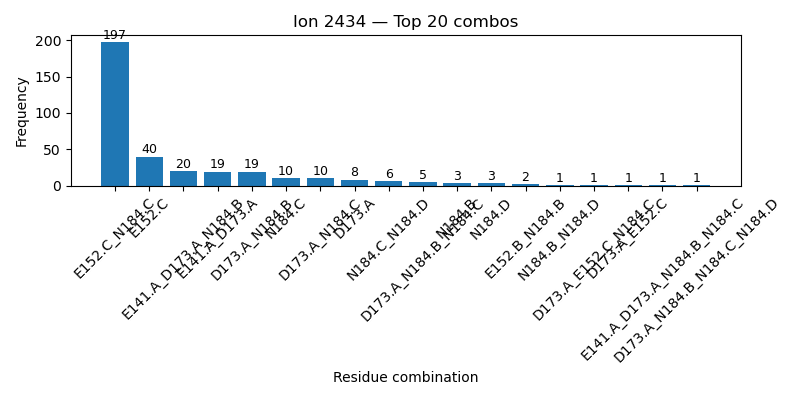 Ion 2434 — Top 20 combos
Frequency
200
150
100
50
0
197
40
20
19
19
10
10
8
6
5
3
3
2
1
1
1
1
1
E152.C_N184.C
E152.C
E141.A_D173.A_N184.B
E141.A_D173.A
D173.A_N184.B
N184.C
D173.A_N184.C
D173.A
N184.C_N184.D
D173.A_N184.B_N184.C
N184.B
N184.D
E152.B_N184.B
N184.B_N184.D
D173.A_E152.C_N184.C
D173.A_E152.C
E141.A_D173.A_N184.B_N184.C
D173.A_N184.B_N184.C_N184.D
Residue combination